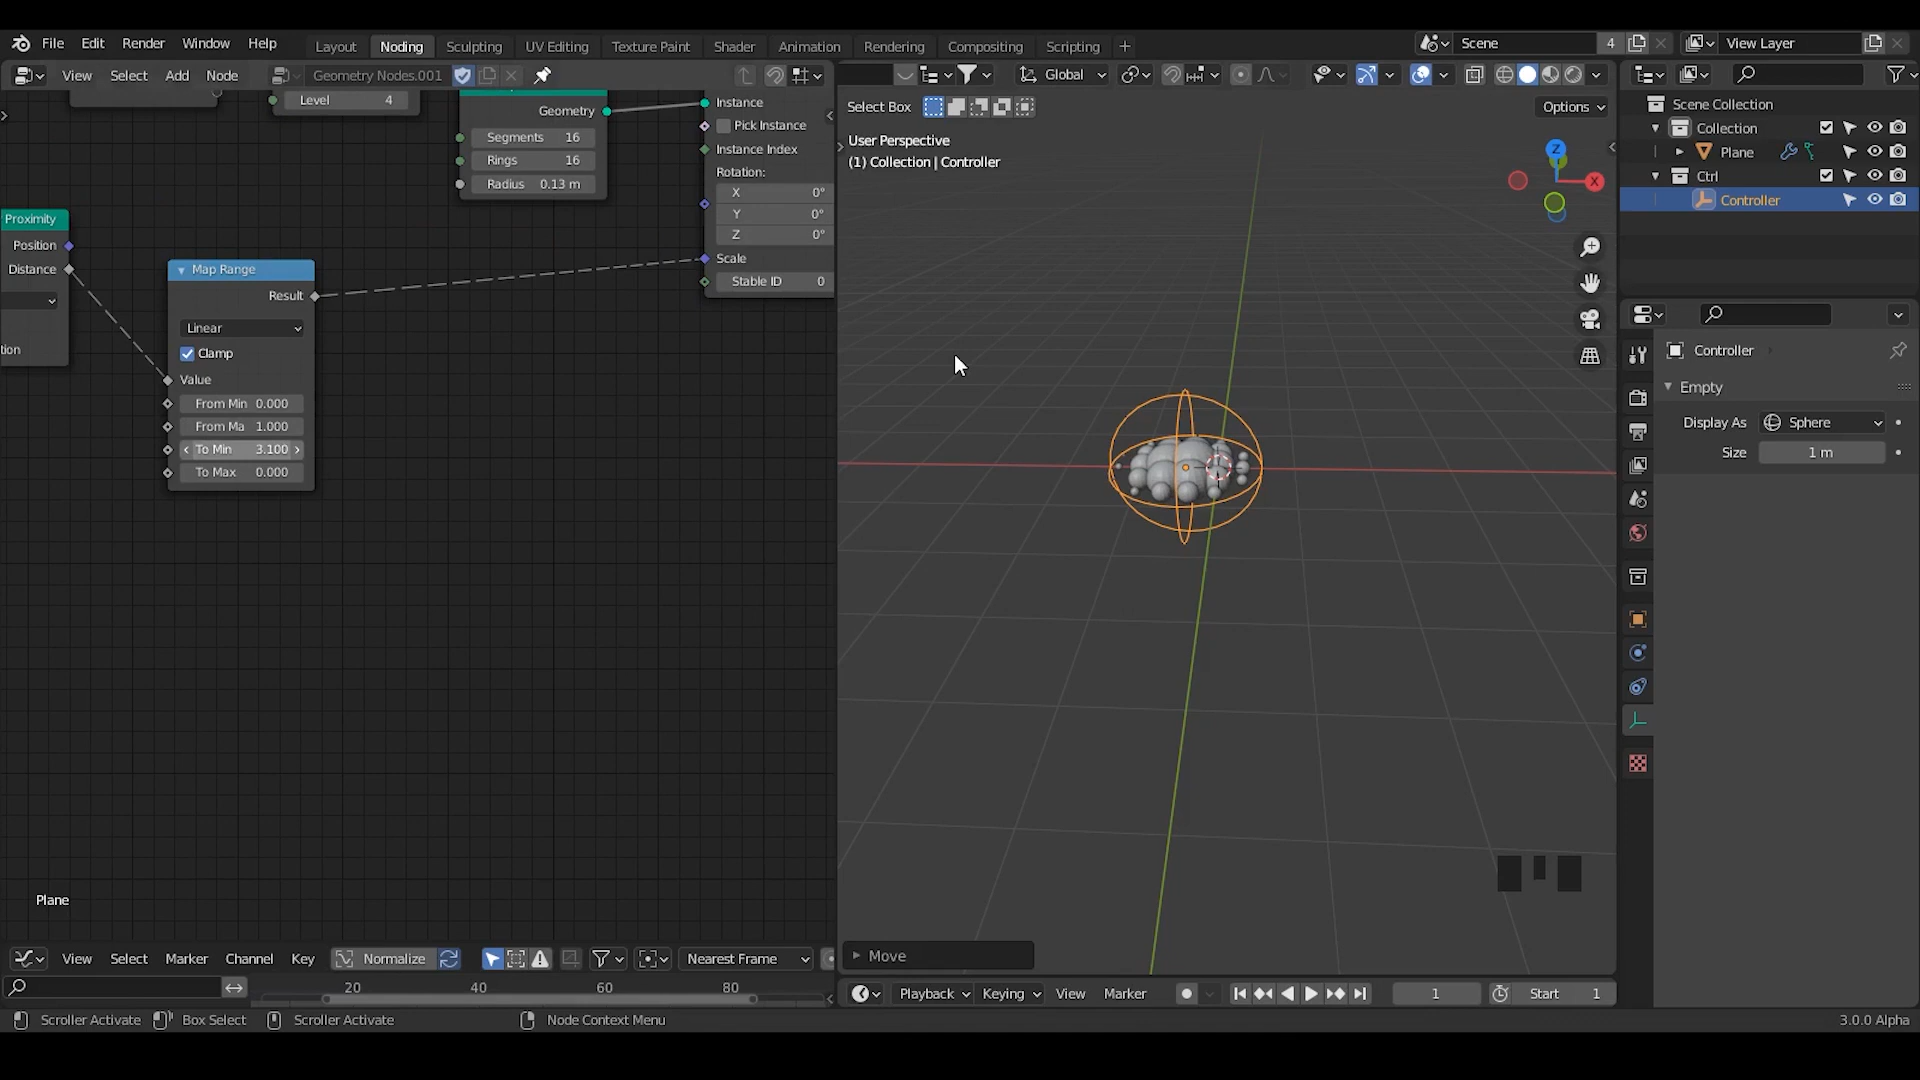 File Edit Render Window Help Layout Noding Sculpting UV Editing Texture Paint Shader Animation Rendering Compositing Scripting Scene 4 View Layer
View Select Add Node Geometry Nodes.001 Global
Select Box Options
User Perspective
(1) Collection | Controller
Level 4
Geometry
Segments 16
Rings 16
Radius 0.13 m
Instance
Pick Instance
Instance Index
Rotation:
X 0°
Y 0°
Z 0°
Scale
Stable ID 0
Proximity
Position
Distance
tion
Map Range
Result
Linear
Clamp
Value
From Min 0.000
From Ma 1.000
To Min 3.100
To Max 0.000
Z
X
Scene Collection
Collection
Plane
Ctrl
Controller
Controller
Empty
Display As Sphere
Size 1 m
Plane
Move
View Select Marker Channel Key Normalize Nearest Frame
20 40 60 80
Playback Keying View Marker 1 Start 1
Scroller Activate Box Select Scroller Activate Node Context Menu 3.0.0 Alpha